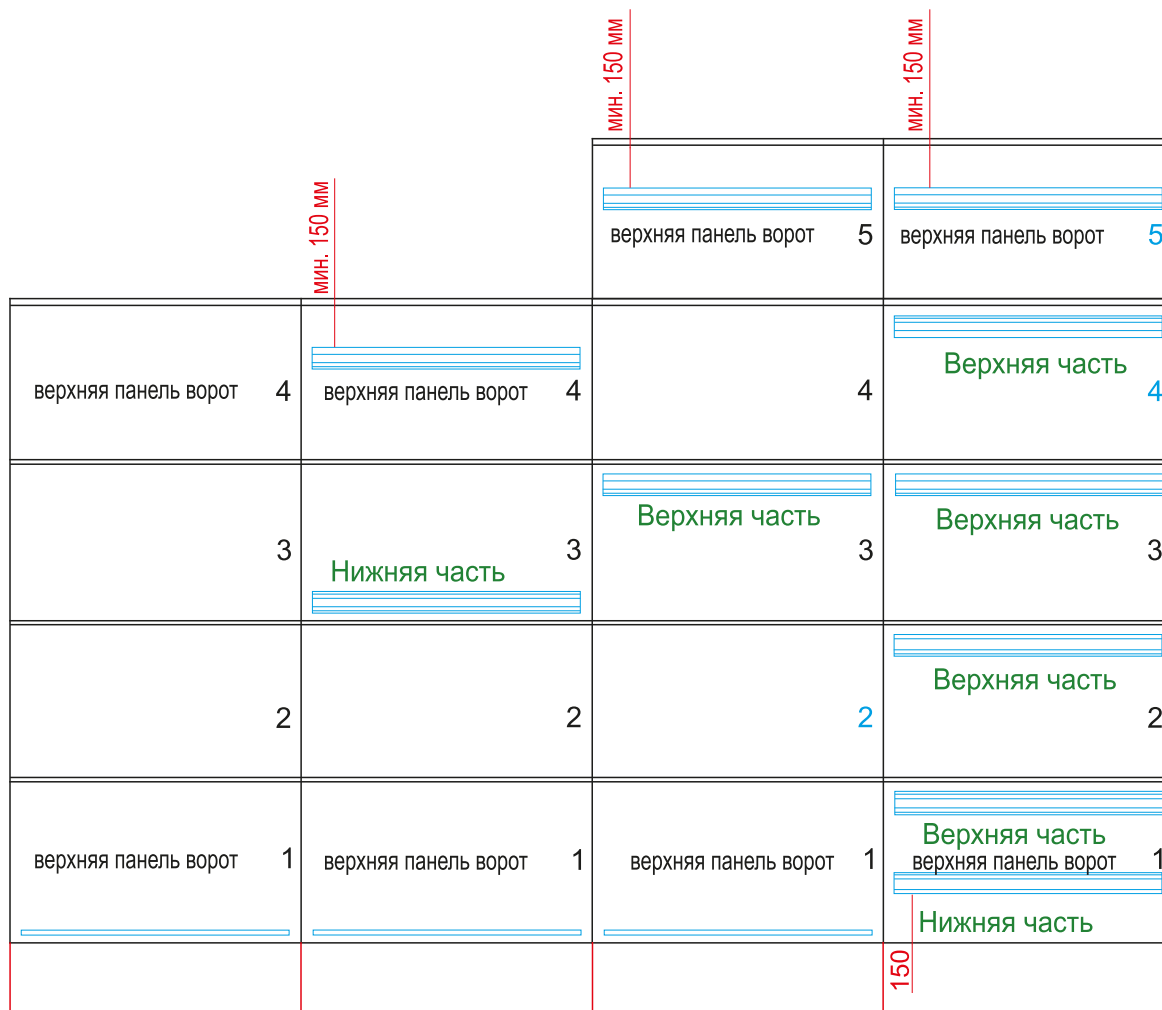 мин. 150 мм
мин. 150 мм
мин. 150 мм
верхняя панель ворот 5
верхняя панель ворот 5
Верхняя часть
верхняя панель ворот 4
верхняя панель ворот 4
4
4
Верхняя часть
Верхняя часть
3
3
3
3
Нижняя часть
Верхняя часть
2
2
2
2
Верхняя часть
верхняя панель ворот 1
верхняя панель ворот 1
верхняя панель ворот 1
верхняя панель ворот 1
Нижняя часть
150